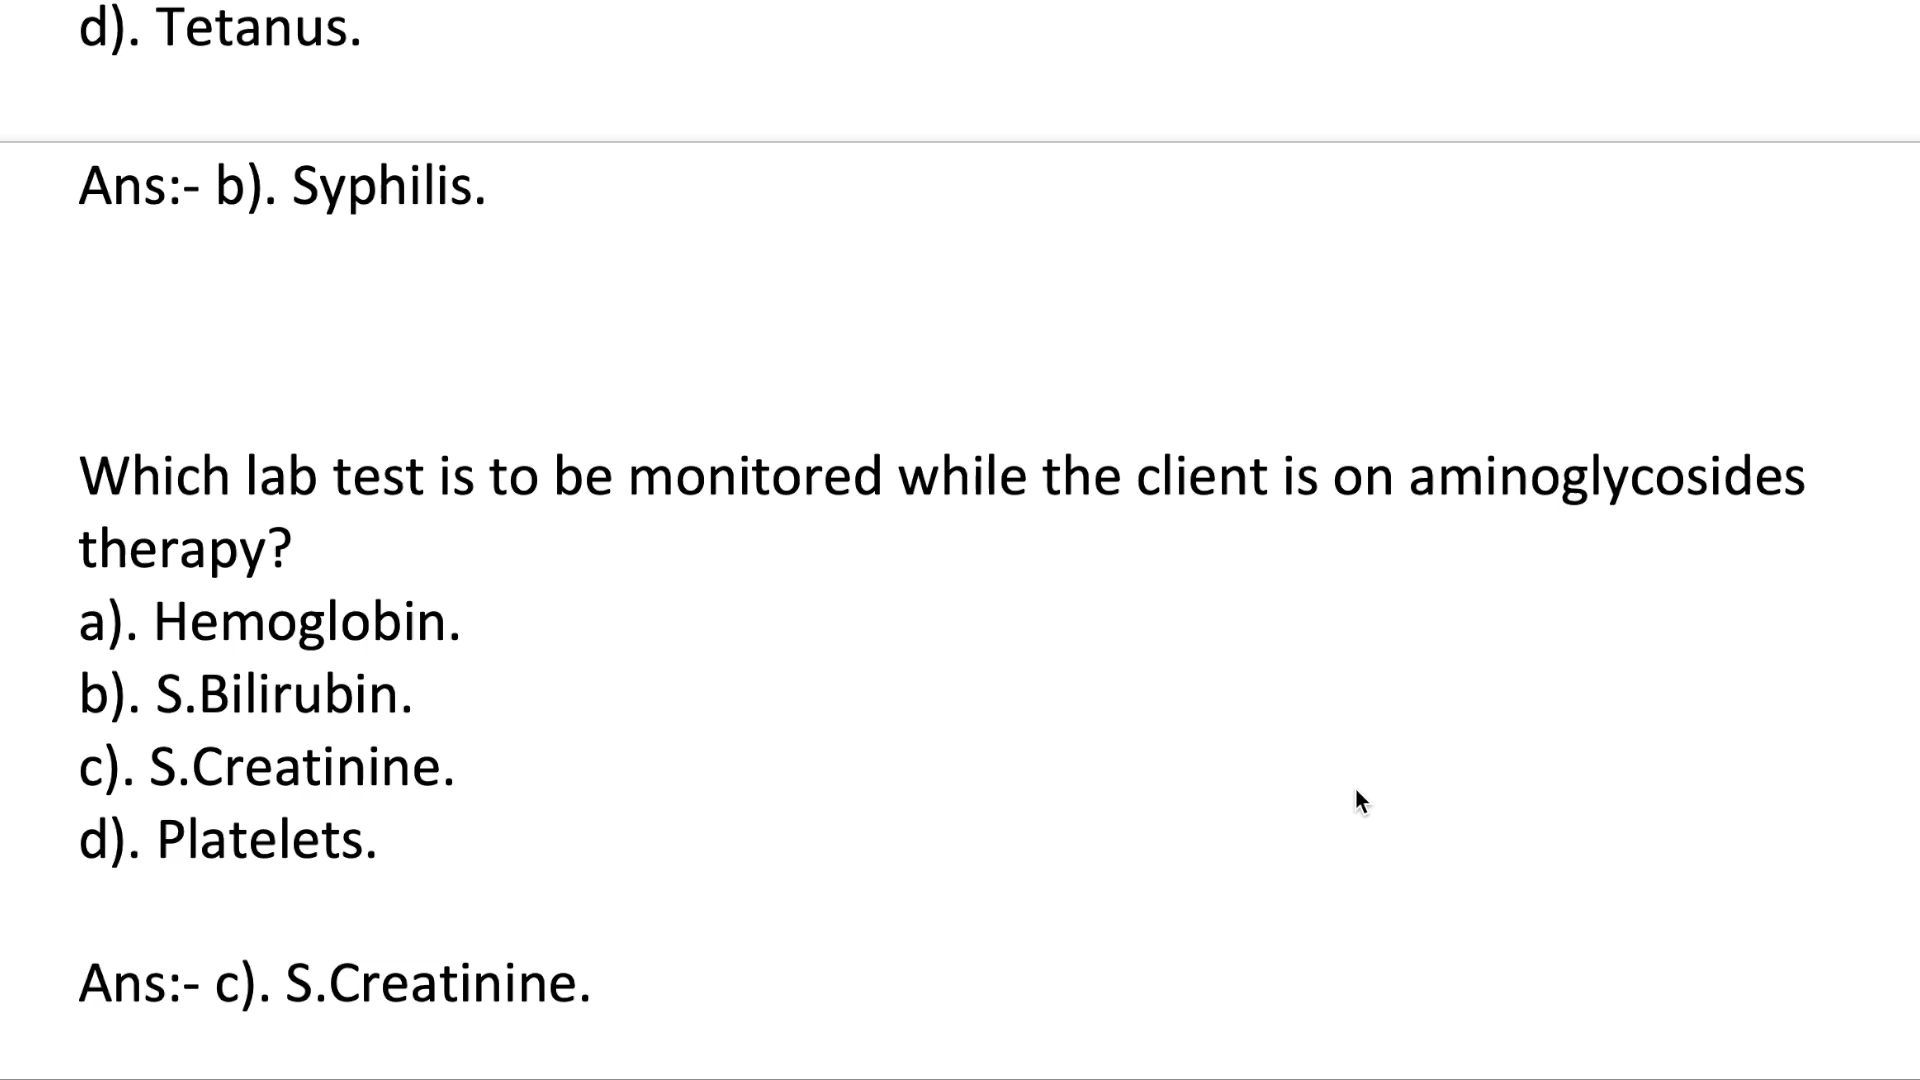 d). Tetanus.
Ans:- b). Syphilis.
Which lab test is to be monitored while the client is on aminoglycosides
therapy?
a). Hemoglobin.
b). S.Bilirubin.
c). S.Creatinine.
d). Platelets.
Ans:- c). S.Creatinine.